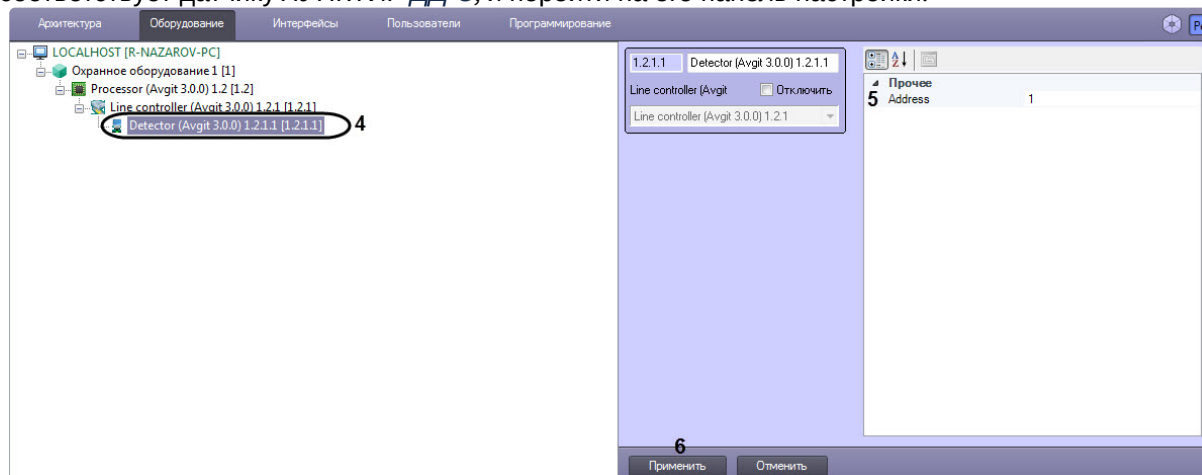 Архитектура Оборудование Интерфейсы Пользователи Программирование
LOCALHOST [R-NAZAROV-PC]
Охранное оборудование 1 [1]
Processor (Avgit 3.0.0) 1.2 [1.2]
Line controller (Avgit 3.0.0) 1.2.1 [1.2.1]
Detector (Avgit 3.0.0) 1.2.1.1 [1.2.1.1] 4
1.2.1.1 Detector (Avgit 3.0.0) 1.2.1.1
Line controller (Avgit Отключить
Line controller (Avgit 3.0.0) 1.2.1
Прочее
5 Address 1
6
Применить Отменить